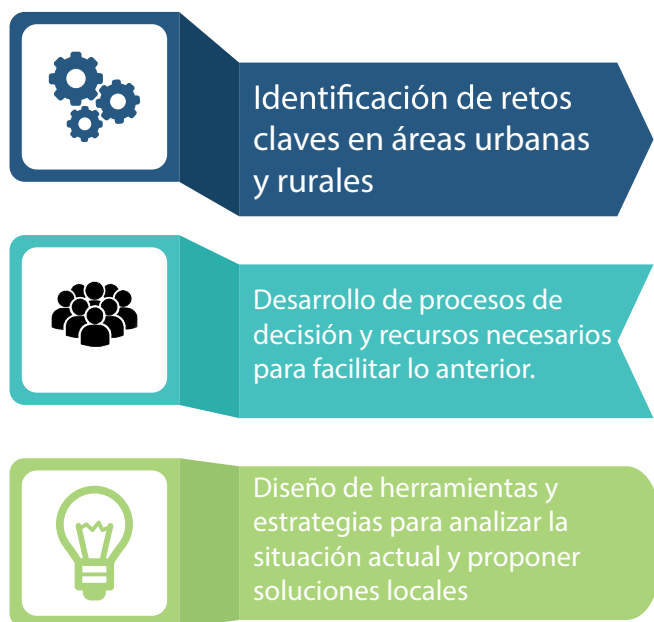 Identificación de retos
claves en áreas urbanas
y rurales
Desarrollo de procesos de
decisión y recursos necesarios
para facilitar lo anterior.
Diseño de herramientas y
estrategias para analizar la
situación actual y proponer
soluciones locales